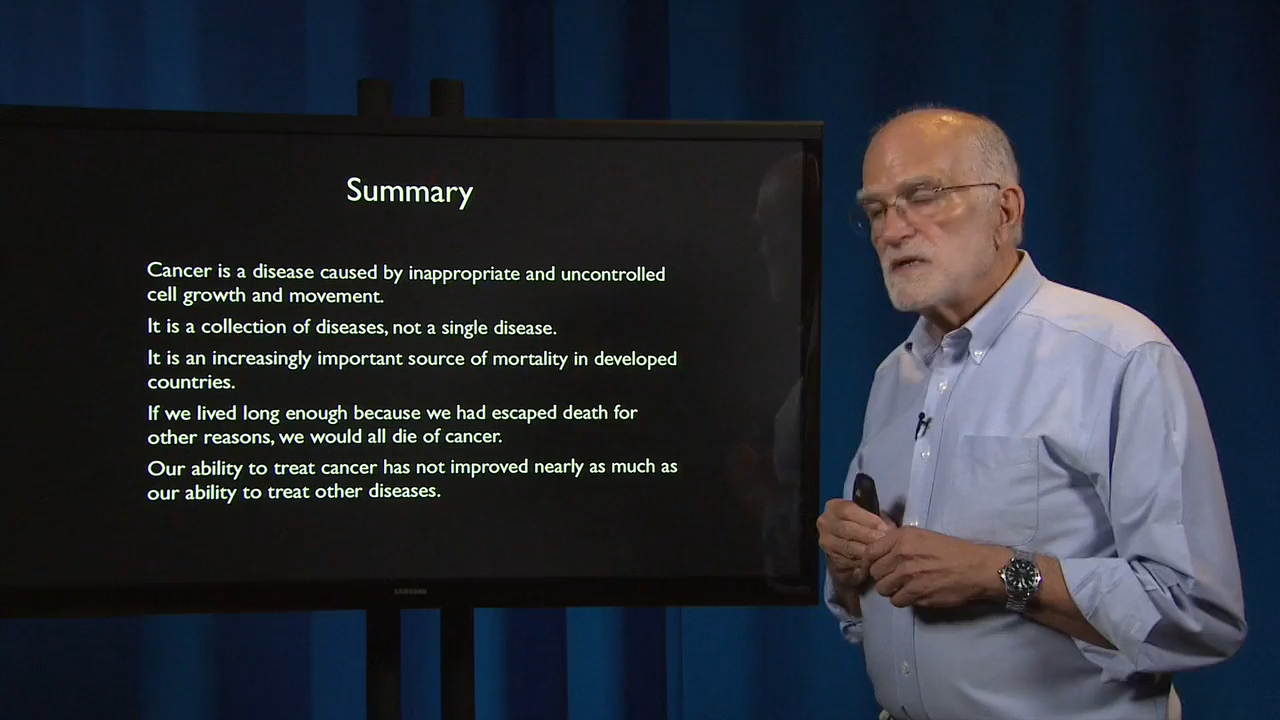 Summary
Cancer is a disease caused by inappropriate and uncontrolled
cell growth and movement.
It is a collection of diseases, not a single disease.
It is an increasingly important source of mortality in developed
countries.
If we lived long enough because we had escaped death for
other reasons, we would all die of cancer.
Our ability to treat cancer has not improved nearly as much as
our ability to treat other diseases.
SAMSUNG